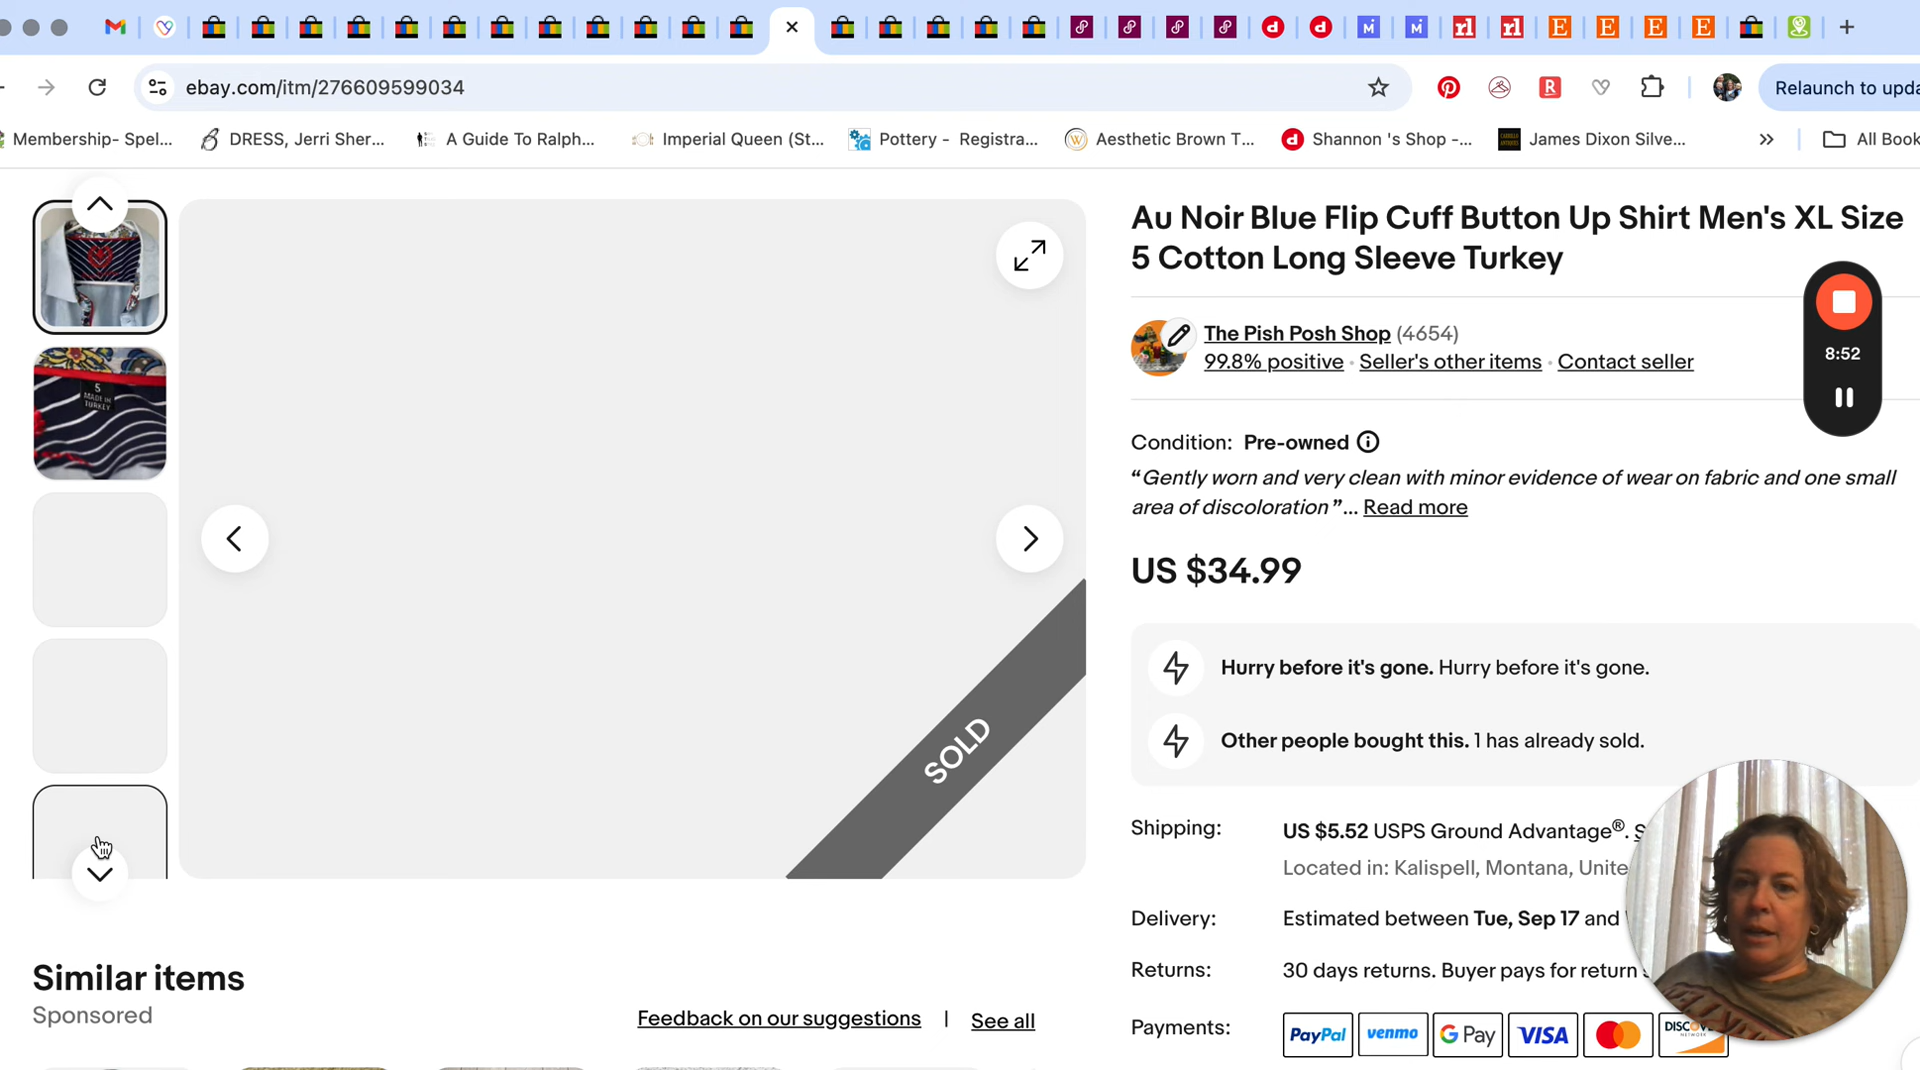 ebay.com/itm/276609599034
Relaunch to upda
Membership- Spel...
DRESS, Jerri Sher...
A Guide To Ralph...
Imperial Queen (St...
Pottery - Registra...
Aesthetic Brown T...
Shannon 's Shop -...
James Dixon Silve...
»
All Book
5
MADE IN
TURKEY
SOLD
Au Noir Blue Flip Cuff Button Up Shirt Men's XL Size
5 Cotton Long Sleeve Turkey
The Pish Posh Shop (4654)
99.8% positive · Seller's other items · Contact seller
8:52
Condition: Pre-owned
“Gently worn and very clean with minor evidence of wear on fabric and one small
area of discoloration”... Read more
US $34.99
Hurry before it's gone. Hurry before it's gone.
Other people bought this. 1 has already sold.
Shipping: US $5.52 USPS Ground Advantage®. S
Located in: Kalispell, Montana, Unite
Delivery: Estimated between Tue, Sep 17 and
Returns: 30 days returns. Buyer pays for return
Payments: PayPal venmo G Pay VISA DISCOVER
Similar items
Sponsored
Feedback on our suggestions | See all